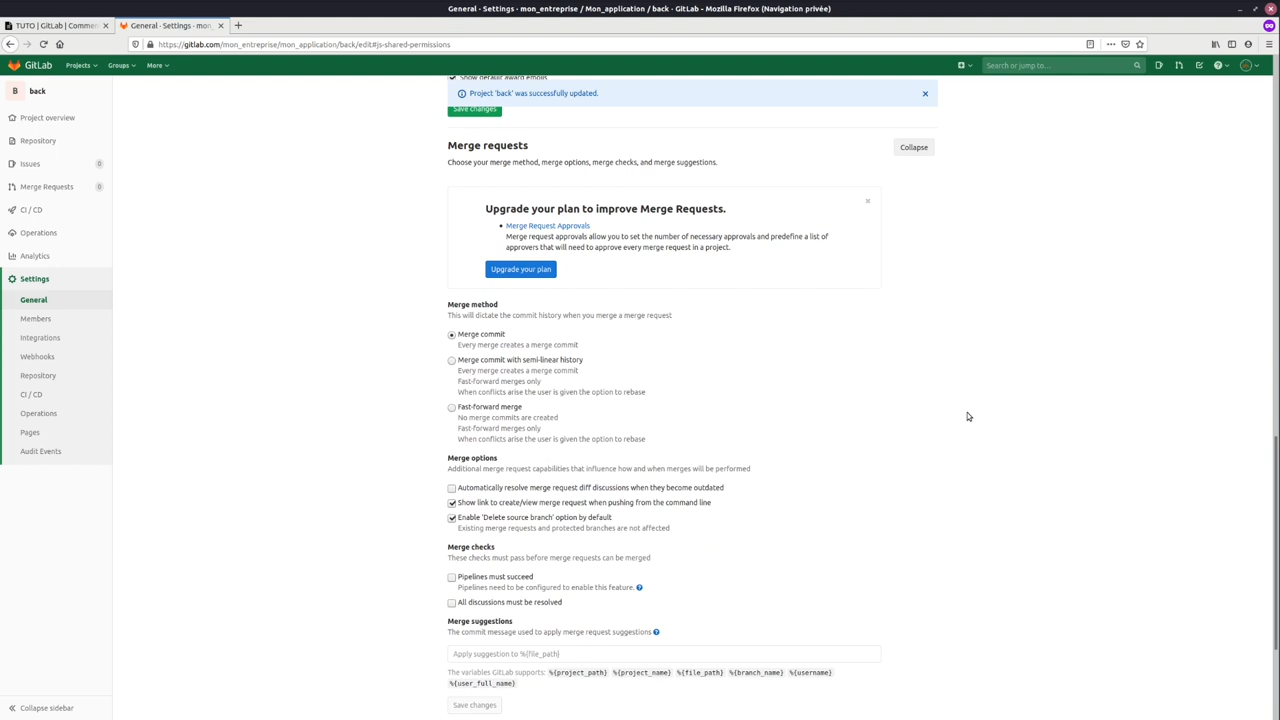 General · Settings · mon_entreprise / Mon_application / back · GitLab - Mozilla Firefox (Navigation privée)
TUTO | GitLab | Commen
General · Settings · mon_
https://gitlab.com/mon_entreprise/mon_application/back/edit#js-shared-permissions
GitLab Projects Groups More Search or jump to…
B back
Project overview
Repository
Issues 0
Merge Requests 0
CI / CD
Operations
Analytics
Settings
General
Members
Integrations
Webhooks
Repository
CI / CD
Operations
Pages
Audit Events
Collapse sidebar
Show default award emojis
Project 'back' was successfully updated.
Save changes
Merge requests
Collapse
Choose your merge method, merge options, merge checks, and merge suggestions.
Upgrade your plan to improve Merge Requests.
• Merge Request Approvals
Merge request approvals allow you to set the number of necessary approvals and predefine a list of
approvers that will need to approve every merge request in a project.
Upgrade your plan
Merge method
This will dictate the commit history when you merge a merge request
Merge commit
Every merge creates a merge commit
Merge commit with semi-linear history
Every merge creates a merge commit
Fast-forward merges only
When conflicts arise the user is given the option to rebase
Fast-forward merge
No merge commits are created
Fast-forward merges only
When conflicts arise the user is given the option to rebase
Merge options
Additional merge request capabilities that influence how and when merges will be performed
Automatically resolve merge request diff discussions when they become outdated
Show link to create/view merge request when pushing from the command line
Enable 'Delete source branch' option by default
Existing merge requests and protected branches are not affected
Merge checks
These checks must pass before merge requests can be merged
Pipelines must succeed
Pipelines need to be configured to enable this feature.
All discussions must be resolved
Merge suggestions
The commit message used to apply merge request suggestions
Apply suggestion to %{file_path}
The variables GitLab supports: %{project_path} %{project_name} %{file_path} %{branch_name} %{username}
%{user_full_name}
Save changes